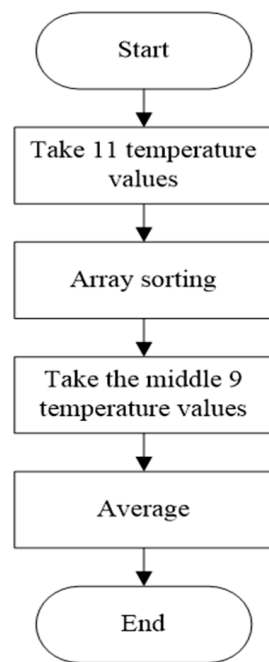 Start
Take 11 temperature
values
Array sorting
Take the middle 9
temperature values
Average
End